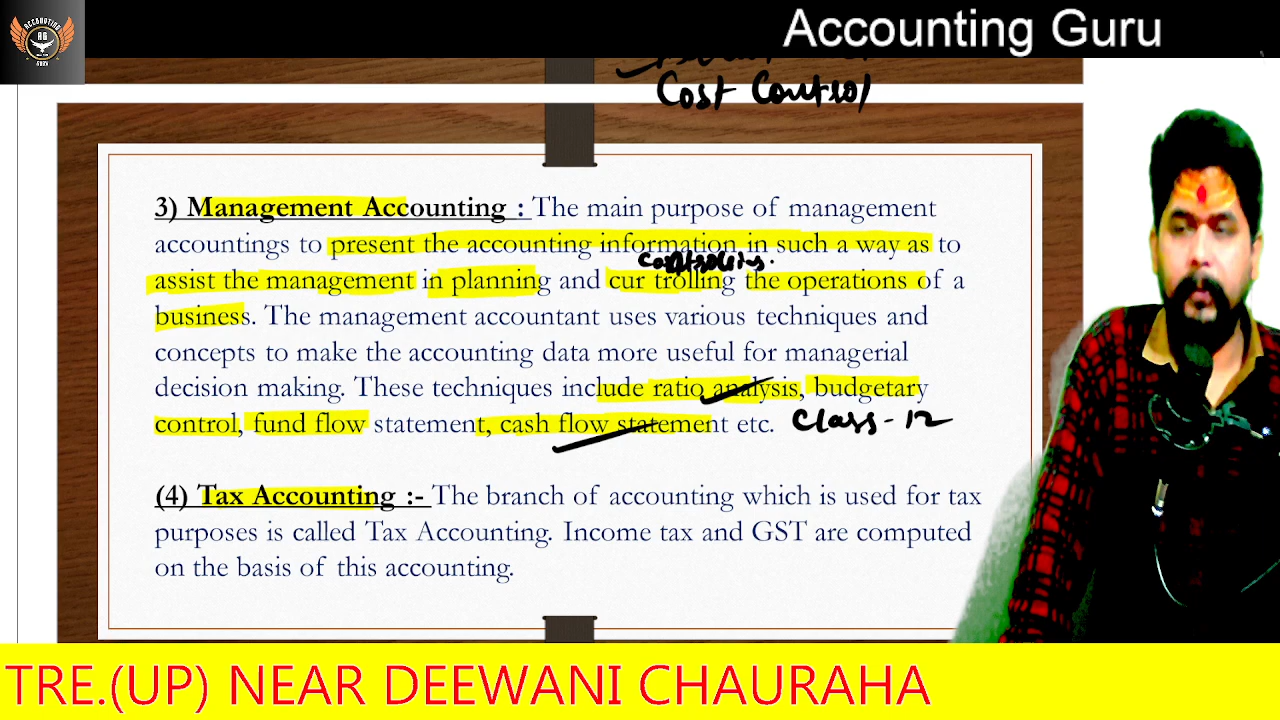 Accounting Guru
ACCOUNTING
AG
GURU
Cost Control
3) Management Accounting : The main purpose of management
accountings to present the accounting information in such a way as to
controlling.
assist the management in planning and cur trolling the operations of a
business. The management accountant uses various techniques and
concepts to make the accounting data more useful for managerial
decision making. These techniques include ratio analysis, budgetary
control, fund flow statement, cash flow statement etc. Class - 12
(4) Tax Accounting :- The branch of accounting which is used for tax
purposes is called Tax Accounting. Income tax and GST are computed
on the basis of this accounting.
TRE.(UP) NEAR DEEWANI CHAURAHA